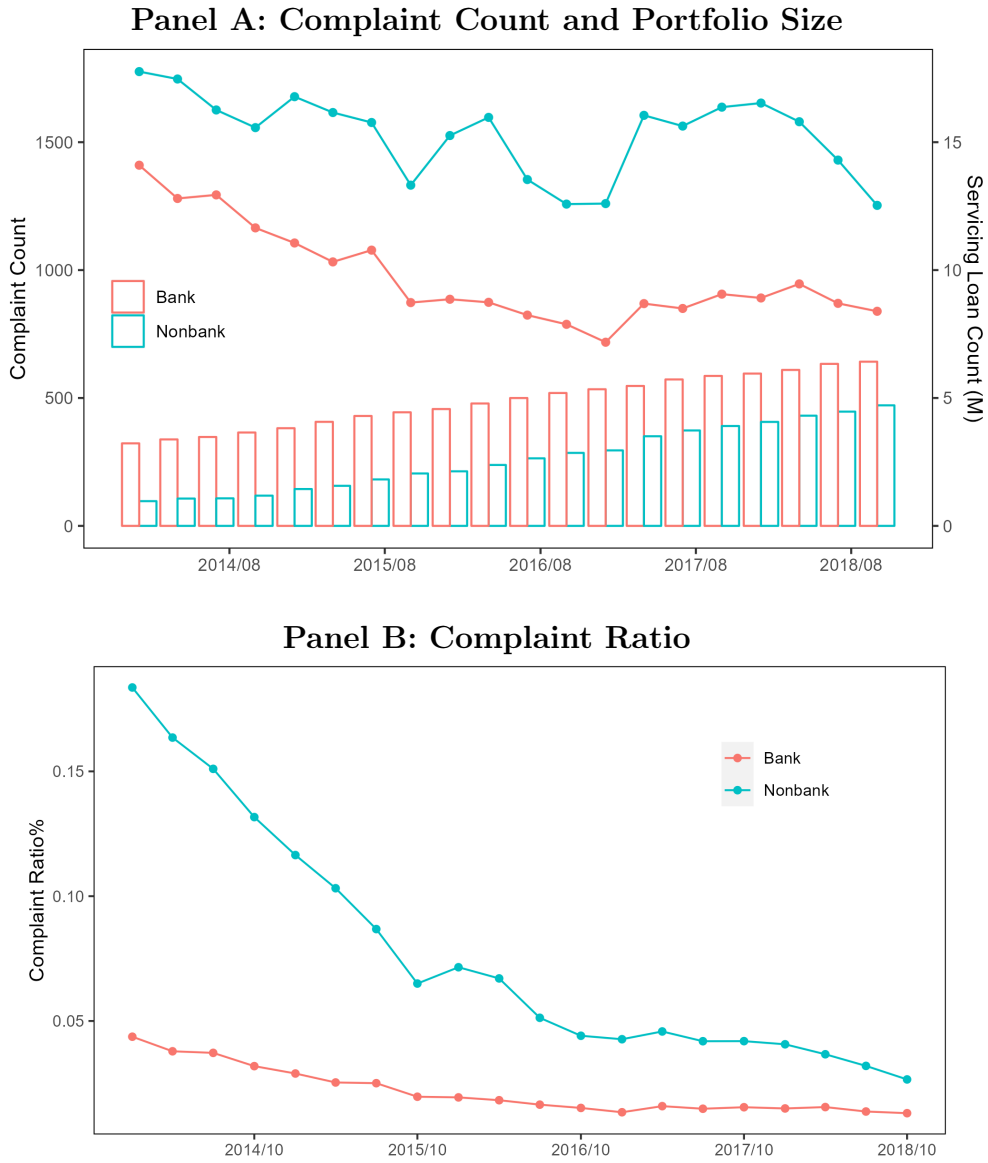 Panel A: Complaint Count and Portfolio Size
Complaint Count
1500
1000
500
0
15
10
5
0
Servicing Loan Count (M)
Bank
Nonbank
2014/08 2015/08 2016/08 2017/08 2018/08
Panel B: Complaint Ratio
Complaint Ratio%
0.15
0.10
0.05
Bank
Nonbank
2014/10 2015/10 2016/10 2017/10 2018/10